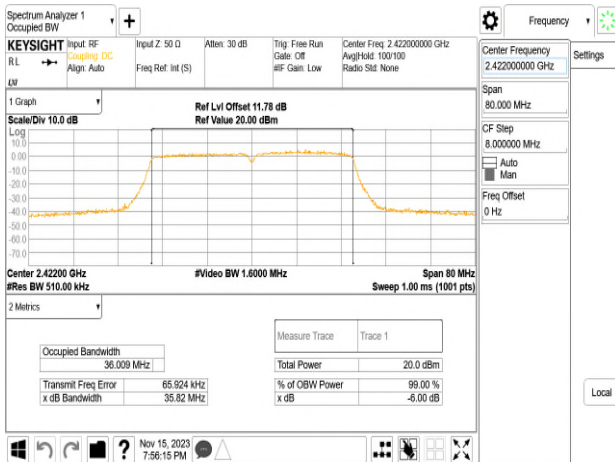 Spectrum Analyzer 1
Occupied BW
+
Frequency
KEYSIGHT
RL
Input: RF
Coupling: DC
Align: Auto
Input Z: 50 Ω
Freq Ref: Int (S)
Atten: 30 dB
Trig: Free Run
Gate: Off
#IF Gain: Low
Center Freq: 2.422000000 GHz
Avg|Hold: 100/100
Radio Std: None
Center Frequency
2.422000000 GHz
Settings
Span
80.000 MHz
CF Step
8.000000 MHz
Auto
Man
Freq Offset
0 Hz
Local
1 Graph
Scale/Div 10.0 dB
Ref Lvl Offset 11.78 dB
Ref Value 20.00 dBm
Log
10.0
0.00
-10.0
-20.0
-30.0
-40.0
-50.0
-60.0
-70.0
Center 2.42200 GHz
#Video BW 1.6000 MHz
Span 80 MHz
#Res BW 510.00 kHz
Sweep 1.00 ms (1001 pts)
2 Metrics
Measure Trace
Trace 1
Occupied Bandwidth
36.009 MHz
Total Power
20.0 dBm
Transmit Freq Error
65.924 kHz
% of OBW Power
99.00 %
x dB Bandwidth
35.82 MHz
x dB
-6.00 dB
?
Nov 15, 2023
7:56:15 PM